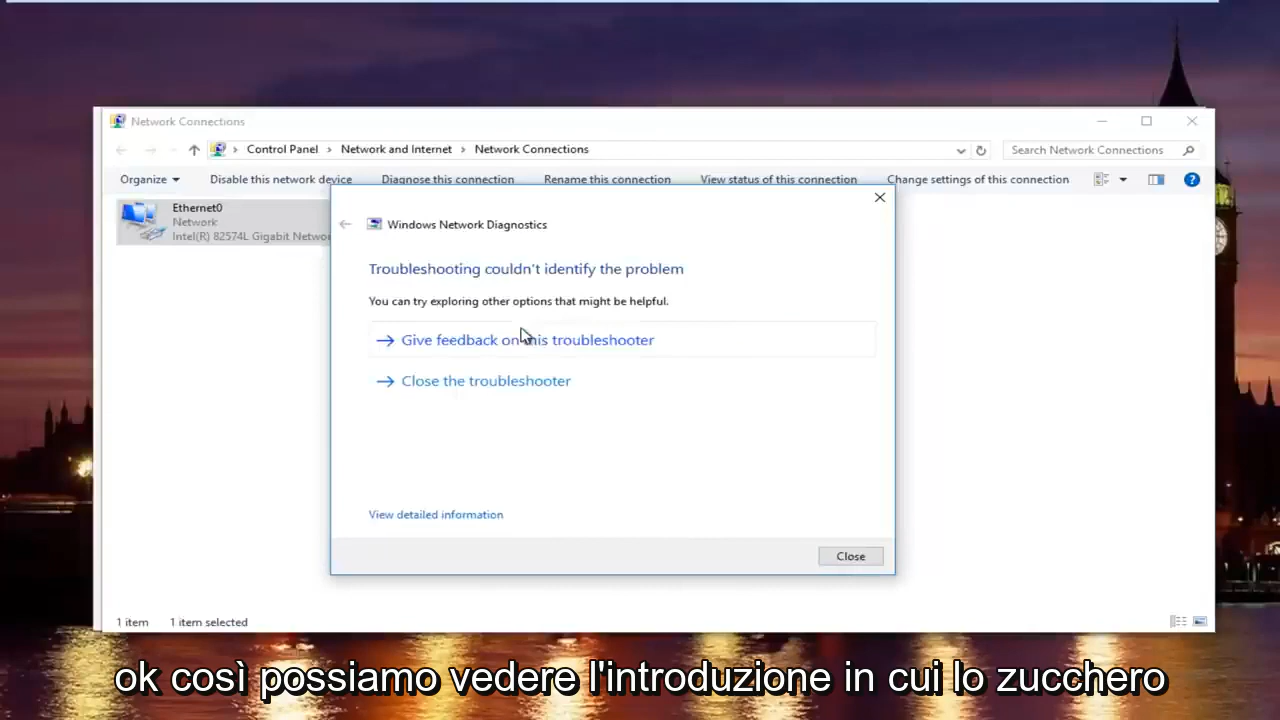 Network Connections
Control Panel > Network and Internet > Network Connections
Search Network Connections
Organize
Disable this network device
Diagnose this connection
Rename this connection
View status of this connection
Change settings of this connection
Ethernet0
Network
Intel(R) 82574L Gigabit
Windows Network Diagnostics
Troubleshooting couldn't identify the problem
You can try exploring other options that might be helpful.
Give feedback on this troubleshooter
Close the troubleshooter
View detailed information
Close
1 item
1 item selected
ok così possiamo vedere l'introduzione in cui lo zucchero